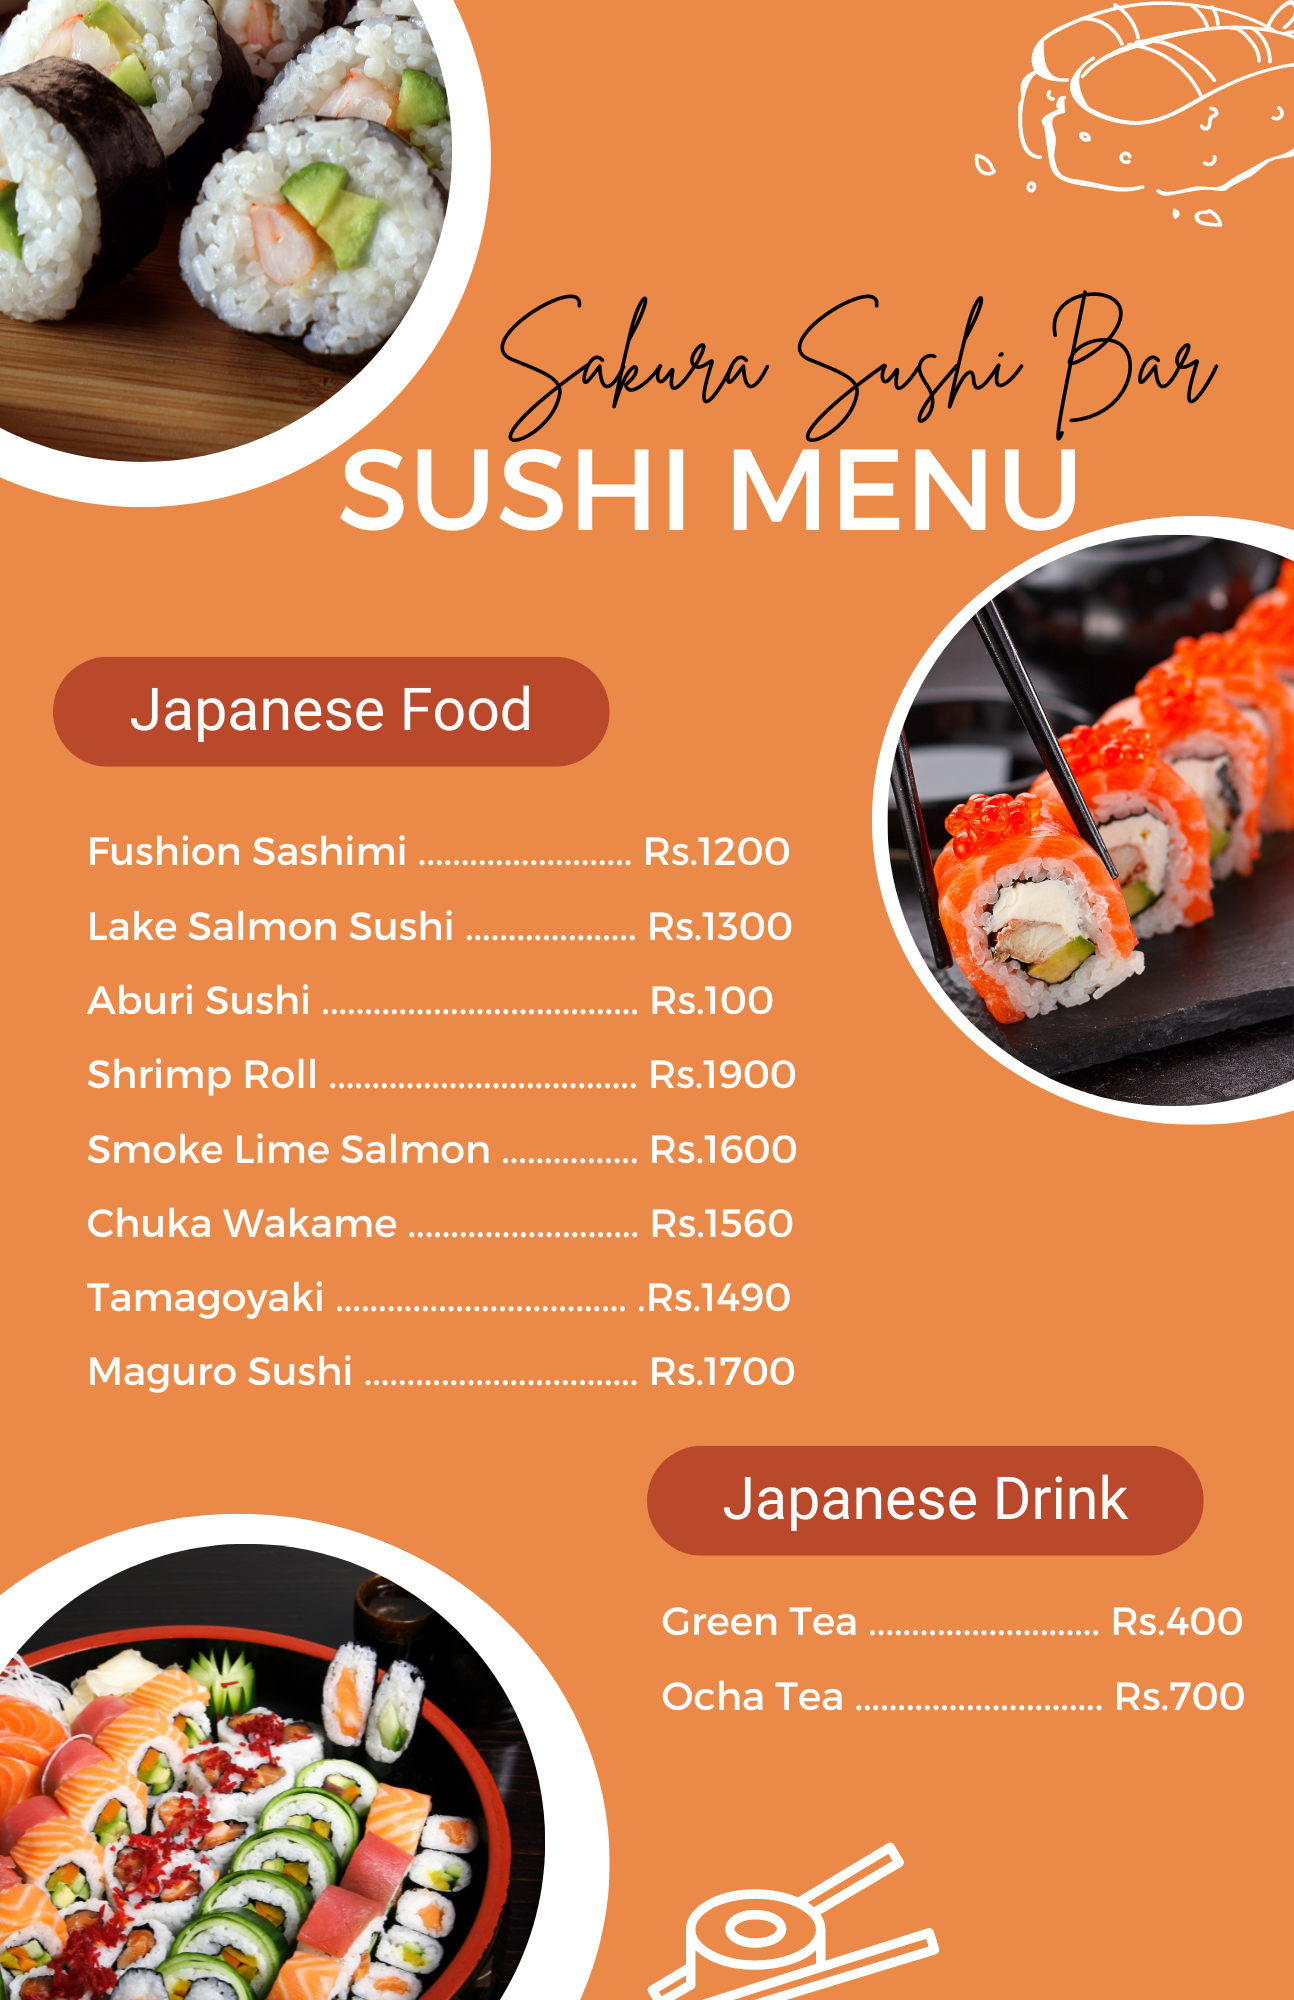 Sakura Sushi Bar
SUSHI MENU
Japanese Food
Fushion Sashimi ......................... Rs.1200
Lake Salmon Sushi .................... Rs.1300
Aburi Sushi ..................................... Rs.100
Shrimp Roll .................................... Rs.1900
Smoke Lime Salmon ................ Rs.1600
Chuka Wakame ........................... Rs.1560
Tamagoyaki .................................. .Rs.1490
Maguro Sushi ................................ Rs.1700
Japanese Drink
Green Tea ........................... Rs.400
Ocha Tea ............................. Rs.700